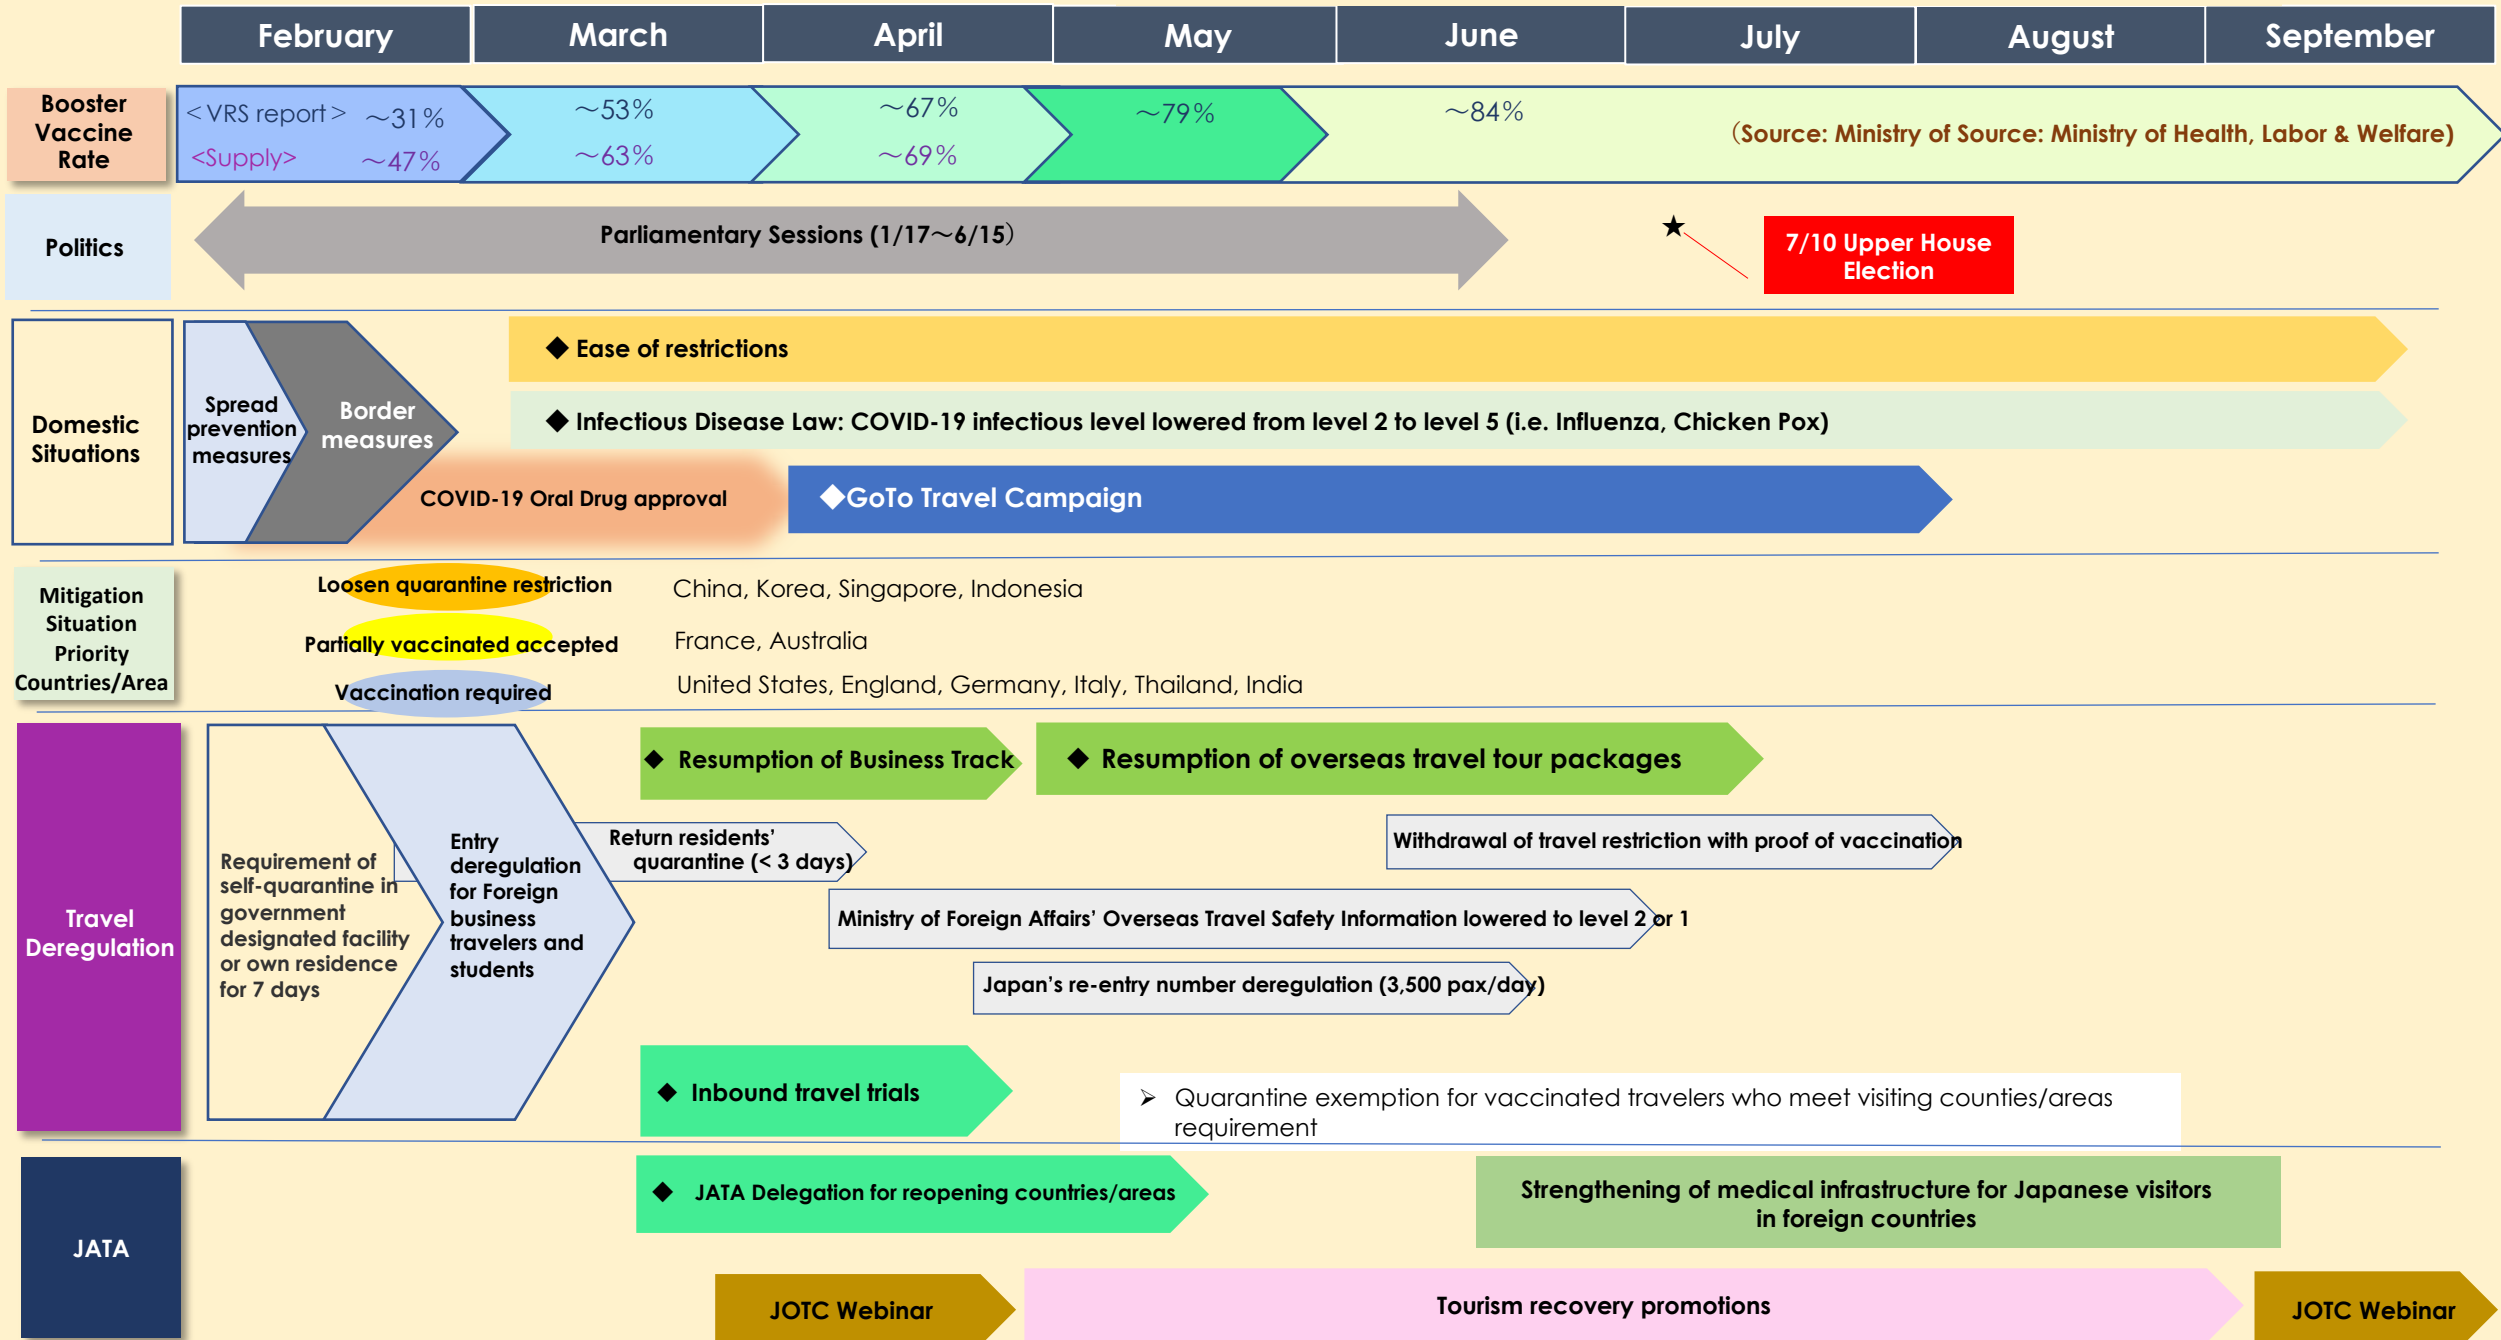 February March April May June July August September
Booster
Vaccine
Rate
<VRS report> ～31% ～53% ～67% ～79% ～84%
<Supply> ～47% ～63% ～69%
（Source: Ministry of Source: Ministry of Health, Labor & Welfare)
Politics
Parliamentary Sessions (1/17～6/15）
★
7/10 Upper House
Election
Domestic
Situations
Spread
prevention
measures
Border
measures
◆ Ease of restrictions
◆ Infectious Disease Law: COVID-19 infectious level lowered from level 2 to level 5 (i.e. Influenza, Chicken Pox)
COVID-19 Oral Drug approval
◆GoTo Travel Campaign
Mitigation
Situation
Priority
Countries/Area
Loosen quarantine restriction China, Korea, Singapore, Indonesia
Partially vaccinated accepted France, Australia
Vaccination required United States, England, Germany, Italy, Thailand, India
Travel
Deregulation
Requirement of
self-quarantine in
government
designated facility
or own residence
for 7 days
Entry
deregulation
for Foreign
business
travelers and
students
◆ Resumption of Business Track
◆ Resumption of overseas travel tour packages
Return residents’
quarantine (< 3 days)
Withdrawal of travel restriction with proof of vaccination
Ministry of Foreign Affairs’ Overseas Travel Safety Information lowered to level 2 or 1
Japan’s re-entry number deregulation (3,500 pax/day)
◆ Inbound travel trials
➢ Quarantine exemption for vaccinated travelers who meet visiting counties/areas
requirement
JATA
◆ JATA Delegation for reopening countries/areas
Strengthening of medical infrastructure for Japanese visitors
in foreign countries
JOTC Webinar
Tourism recovery promotions
JOTC Webinar